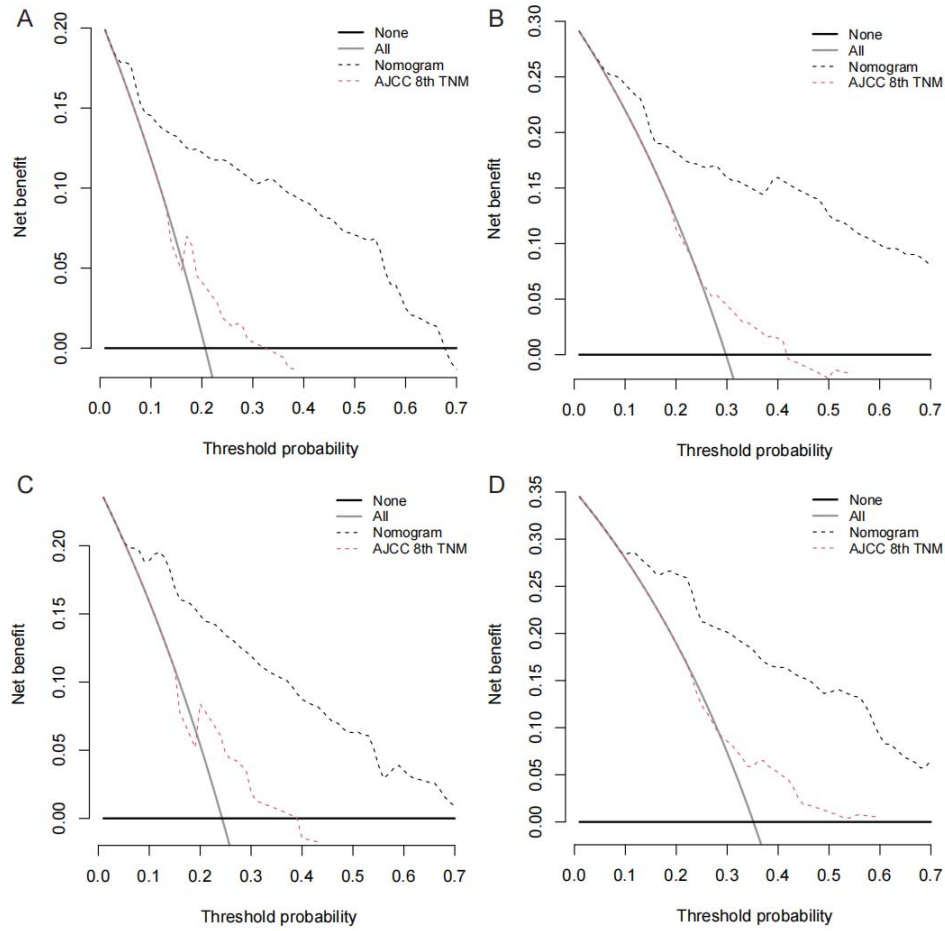 A
None
All
Nomogram
AJCC 8th TNM
Net benefit
0.20
0.15
0.10
0.05
0.00
0.0 0.1 0.2 0.3 0.4 0.5 0.6 0.7
Threshold probability
B
None
All
Nomogram
AJCC 8th TNM
Net benefit
0.30
0.25
0.20
0.15
0.10
0.05
0.00
0.0 0.1 0.2 0.3 0.4 0.5 0.6 0.7
Threshold probability
C
None
All
Nomogram
AJCC 8th TNM
Net benefit
0.20
0.15
0.10
0.05
0.00
0.0 0.1 0.2 0.3 0.4 0.5 0.6 0.7
Threshold probability
D
None
All
Nomogram
AJCC 8th TNM
Net benefit
0.35
0.30
0.25
0.20
0.15
0.10
0.05
0.00
0.0 0.1 0.2 0.3 0.4 0.5 0.6 0.7
Threshold probability